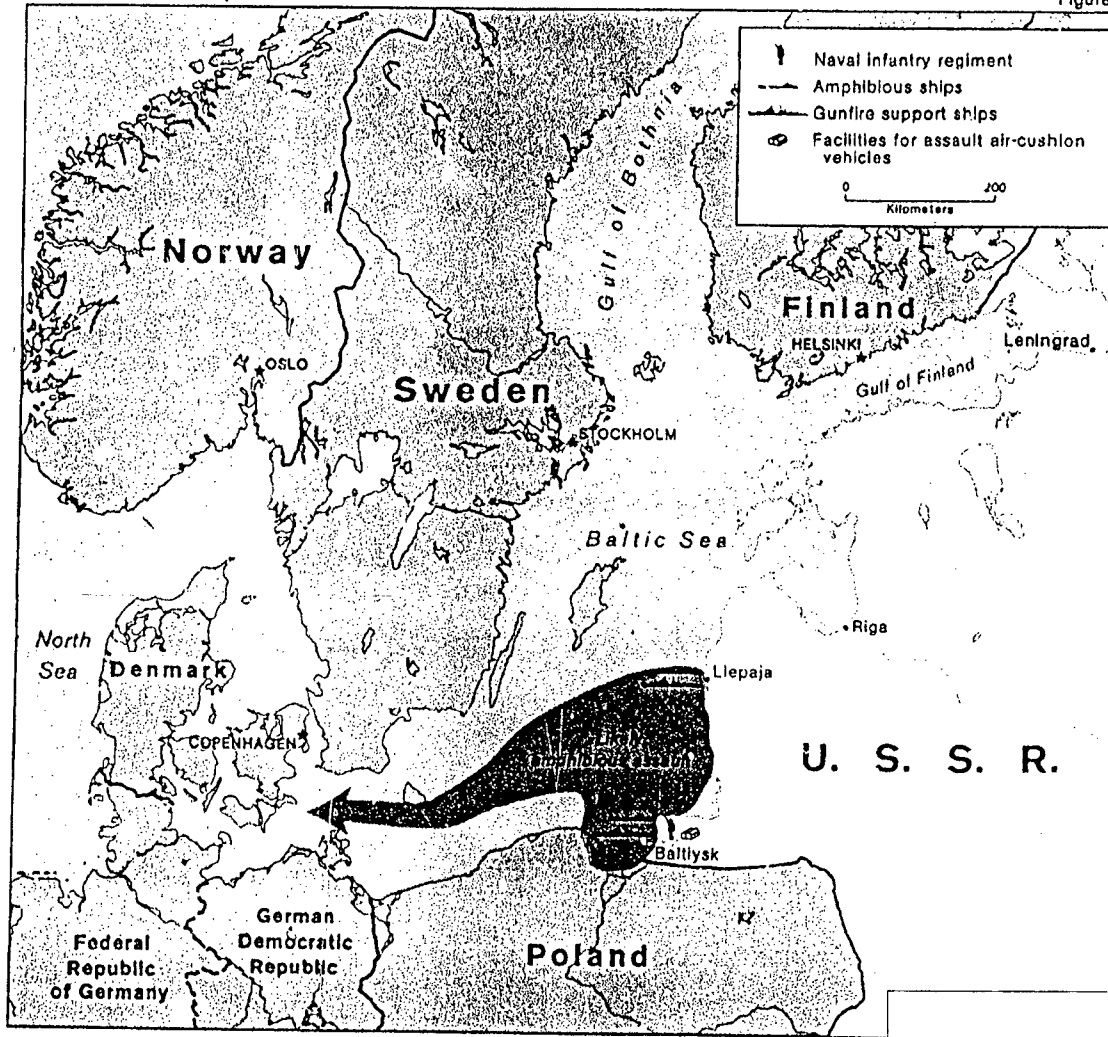 Figure
Naval infantry regiment
Amphibious ships
Gunfire support ships
Facilities for assault air-cushion
vehicles
0 200
Kilometers
Gulf of Bothnia
Norway
Finland
HELSINKI
Leningrad
OSLO
Gulf of Finland
Sweden
STOCKHOLM
Baltic Sea
Riga
North
Sea
Denmark
Liepaja
COPENHAGEN
amphibious assault
U. S. S. R.
Baltiysk
German
Democratic
Republic
Federal
Republic
of Germany
Poland